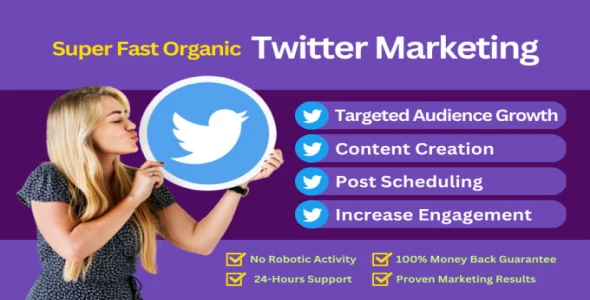 Super Fast Organic Twitter Marketing
Targeted Audience Growth
Content Creation
Post Scheduling
Increase Engagement
No Robotic Activity 100% Money Back Guarantee
24-Hours Support Proven Marketing Results